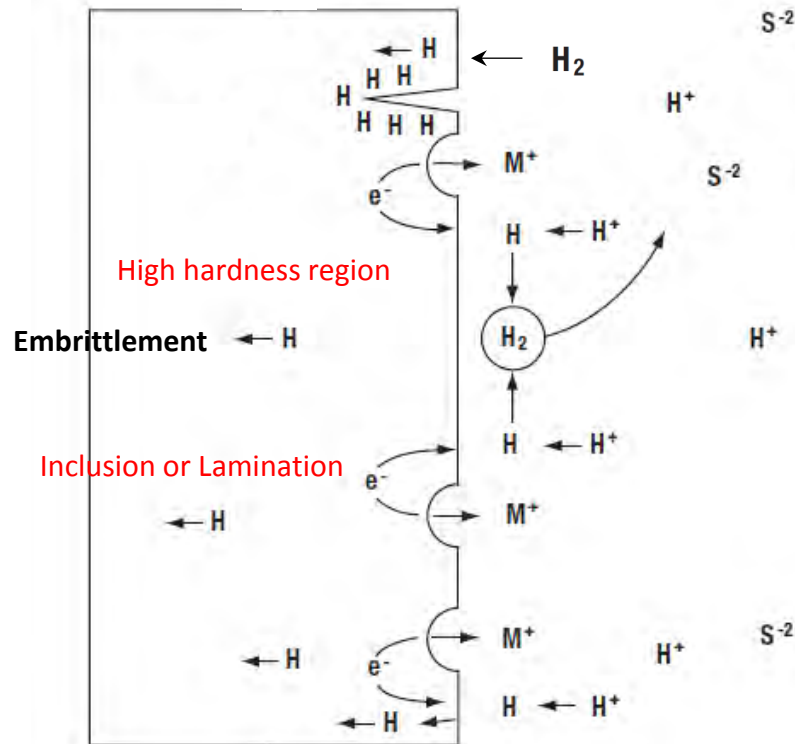 S⁻²
H
H₂
H H
H
H⁺
H H H
M⁺
S⁻²
e⁻
H H⁺
High hardness region
Embrittlement H
H₂
H⁺
H H⁺
Inclusion or Lamination
e⁻
H
M⁺
M⁺
S⁻²
H
e⁻
H⁺
H H⁺
H